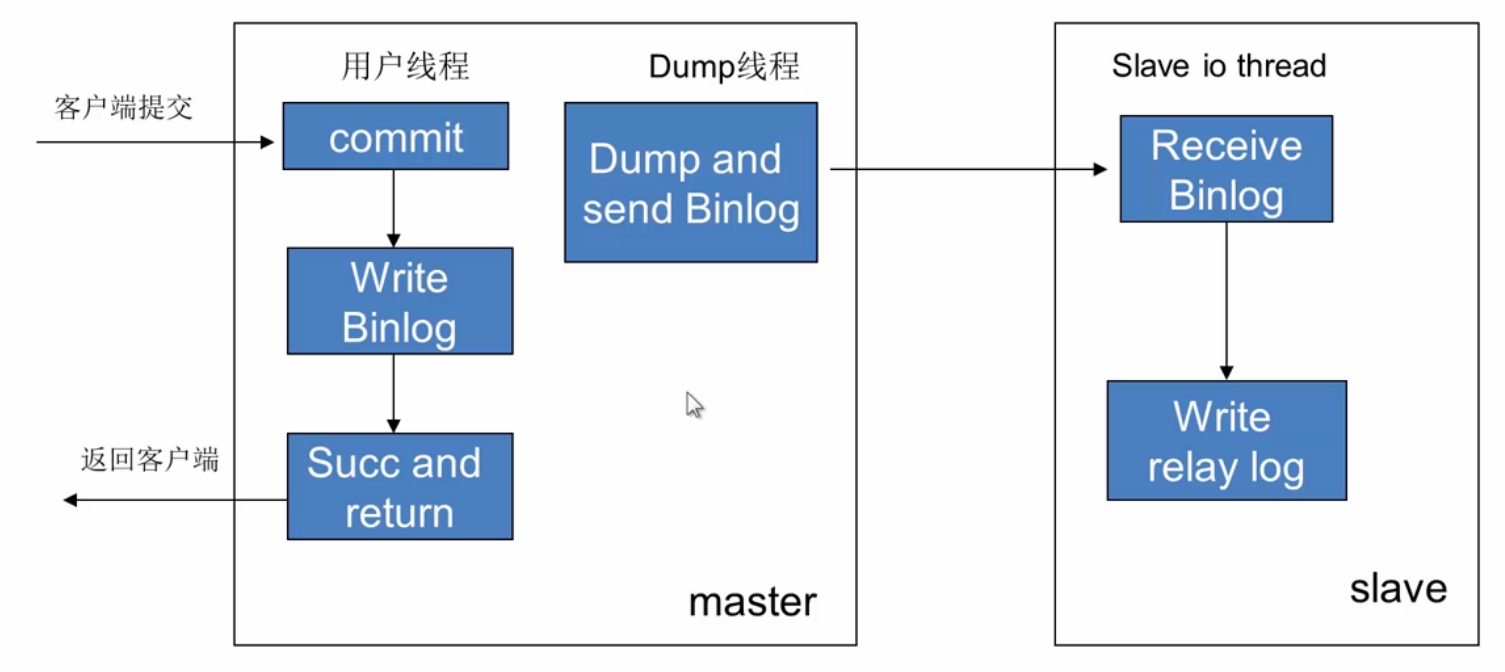 用户线程
Dump线程
Slave io thread
客户端提交
commit
Dump and
send Binlog
Receive
Binlog
Write
Binlog
Write
relay log
返回客户端
Succ and
return
master
slave